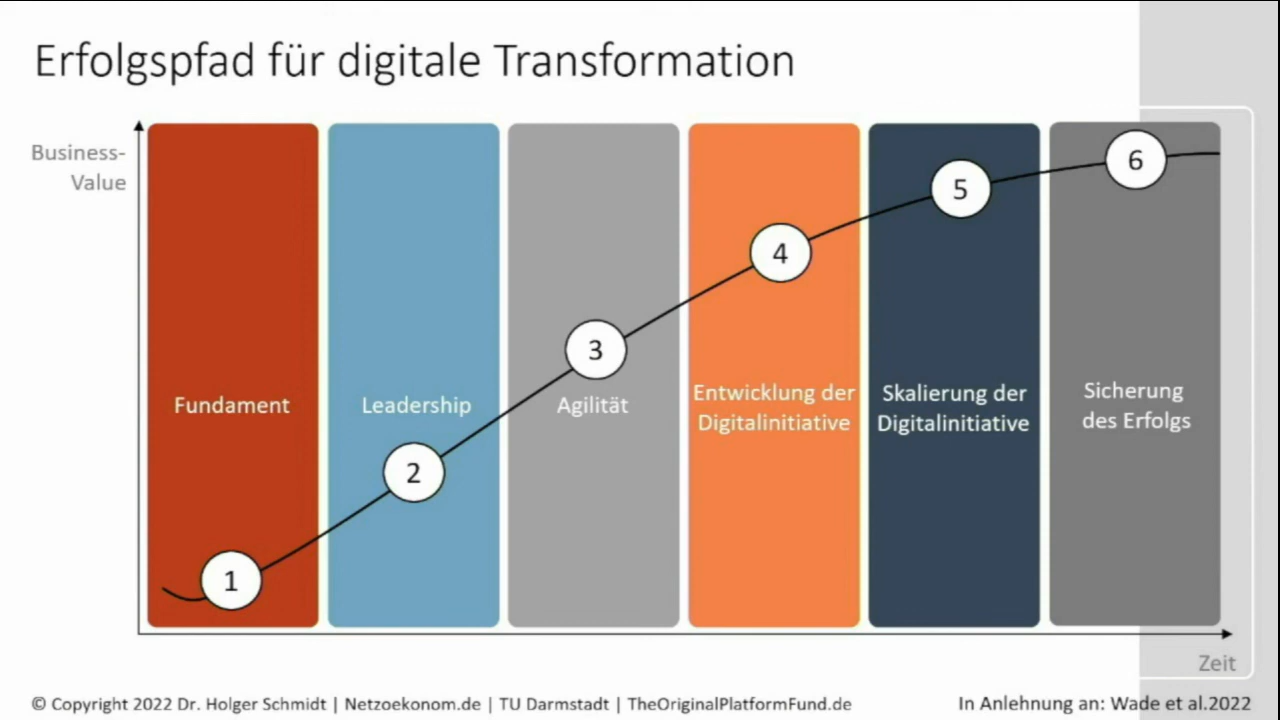 Erfolgspfad für digitale Transformation
Business-
Value
1
2
3
4
5
6
Fundament
Leadership
Agilität
Entwicklung der
Digitalinitiative
Skalierung der
Digitalinitiative
Sicherung
des Erfolgs
Zeit
© Copyright 2022 Dr. Holger Schmidt | Netzoekonom.de | TU Darmstadt | TheOriginalPlatformFund.de
In Anlehnung an: Wade et al.2022